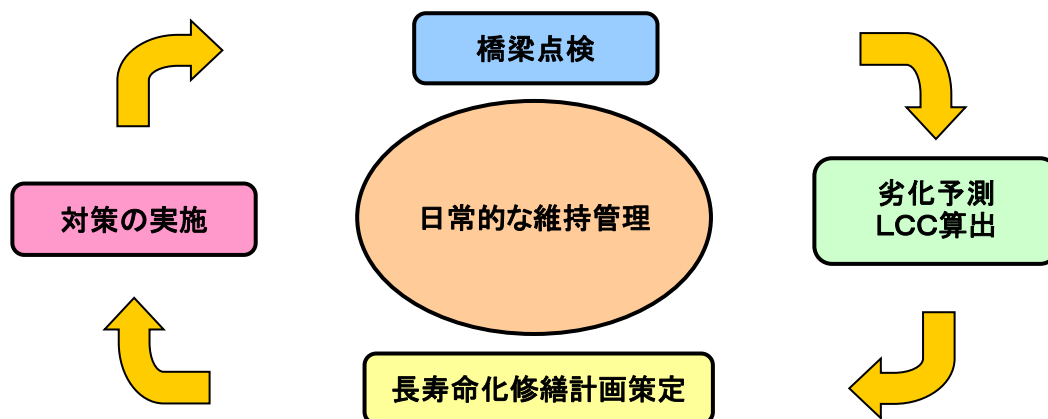 橋梁点検
劣化予測
ＬＣＣ算出
日常的な維持管理
対策の実施
長寿命化修繕計画策定